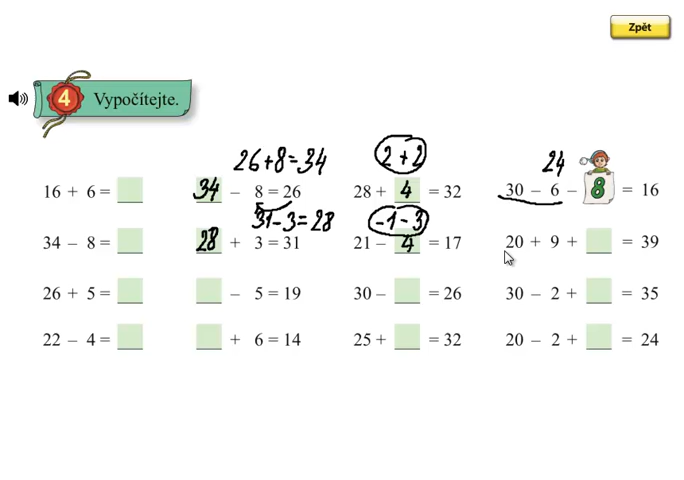 Zpět
4 Vypočítejte.
26+8=34 2+2 24
16 + 6 = 34 – 8 = 26 28 + 4 = 32 30 – 6 – 8 = 16
31-3=28 -1-3
34 – 8 = 28 + 3 = 31 21 – 4 = 17 20 + 9 + = 39
26 + 5 = – 5 = 19 30 – = 26 30 – 2 + = 35
22 – 4 = + 6 = 14 25 + = 32 20 – 2 + = 24